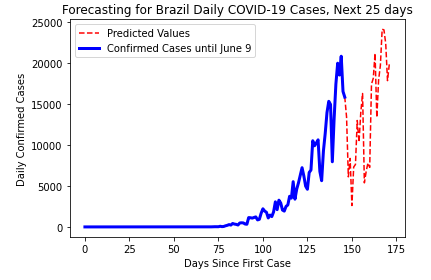 Forecasting for Brazil Daily COVID-19 Cases, Next 25 days
Predicted Values
Confirmed Cases until June 9
Daily Confirmed Cases
25000
20000
15000
10000
5000
0
0 25 50 75 100 125 150 175
Days Since First Case